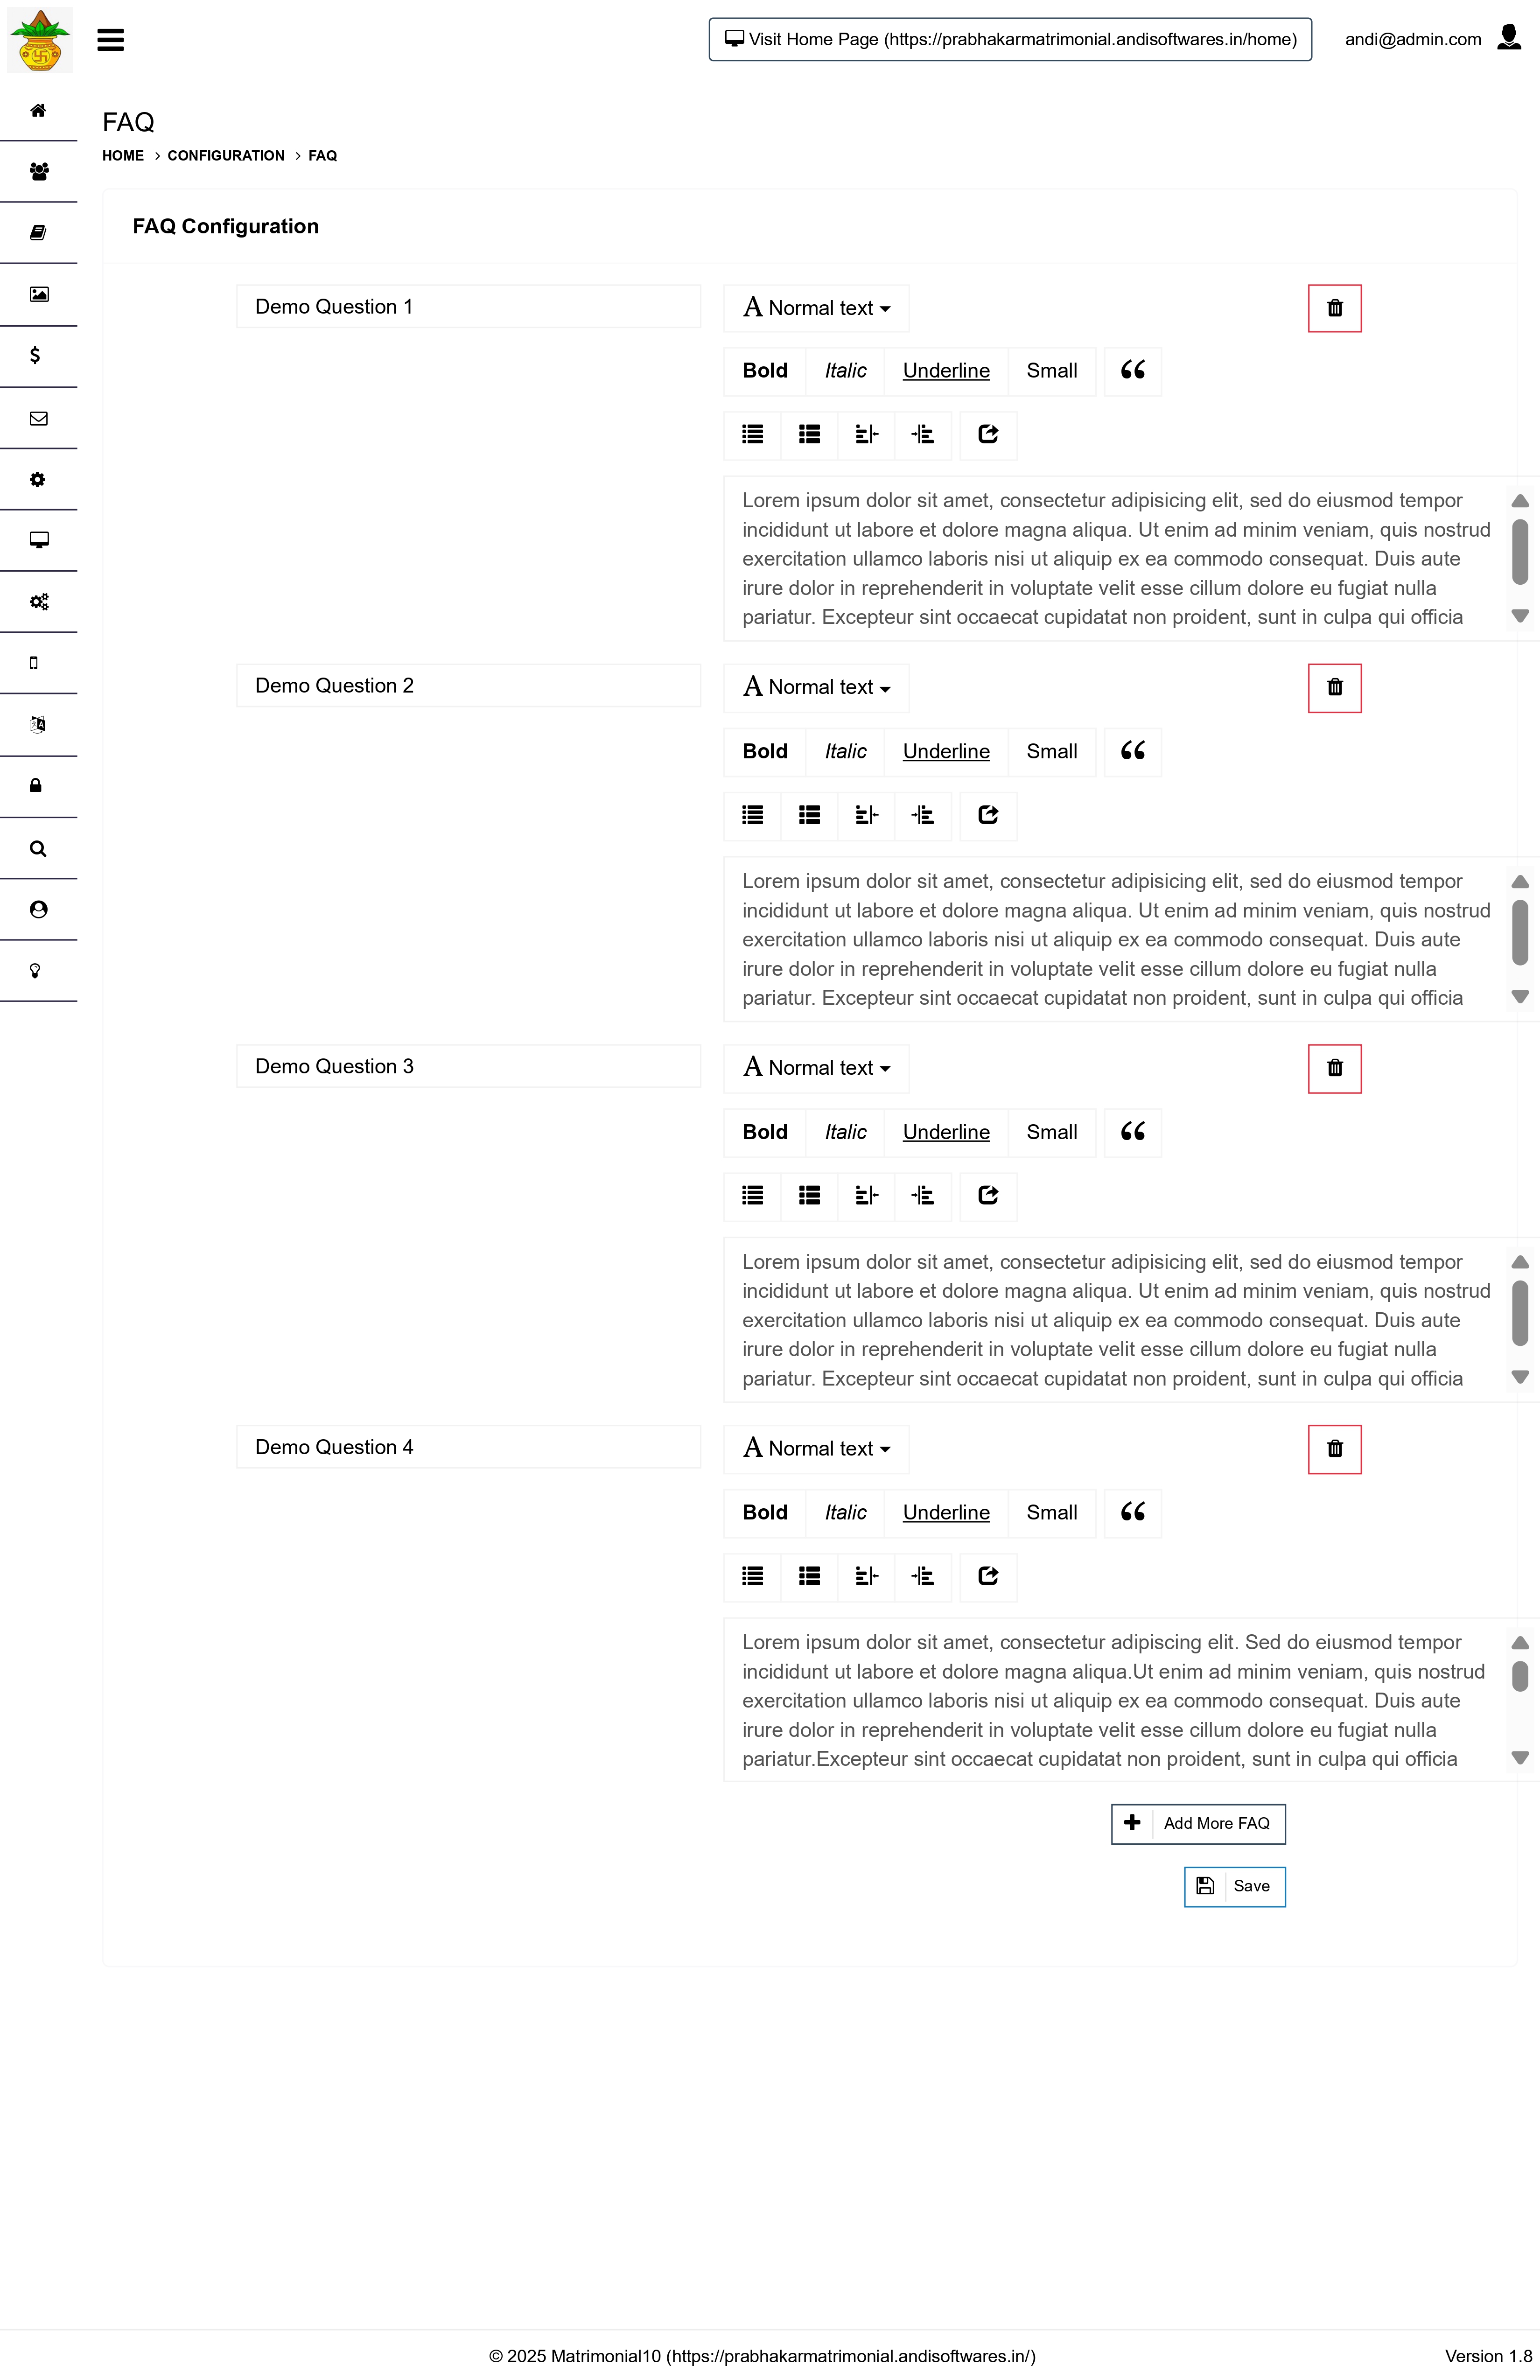 Visit Home Page (https://prabhakarmatrimonial.andisoftwares.in/home)
andi@admin.com
FAQ
HOME > CONFIGURATION > FAQ
FAQ Configuration
Demo Question 1
A Normal text
Bold Italic Underline Small “
Lorem ipsum dolor sit amet, consectetur adipisicing elit, sed do eiusmod tempor
incididunt ut labore et dolore magna aliqua. Ut enim ad minim veniam, quis nostrud
exercitation ullamco laboris nisi ut aliquip ex ea commodo consequat. Duis aute
irure dolor in reprehenderit in voluptate velit esse cillum dolore eu fugiat nulla
pariatur. Excepteur sint occaecat cupidatat non proident, sunt in culpa qui officia
Demo Question 2
A Normal text
Bold Italic Underline Small “
Lorem ipsum dolor sit amet, consectetur adipisicing elit, sed do eiusmod tempor
incididunt ut labore et dolore magna aliqua. Ut enim ad minim veniam, quis nostrud
exercitation ullamco laboris nisi ut aliquip ex ea commodo consequat. Duis aute
irure dolor in reprehenderit in voluptate velit esse cillum dolore eu fugiat nulla
pariatur. Excepteur sint occaecat cupidatat non proident, sunt in culpa qui officia
Demo Question 3
A Normal text
Bold Italic Underline Small “
Lorem ipsum dolor sit amet, consectetur adipisicing elit, sed do eiusmod tempor
incididunt ut labore et dolore magna aliqua. Ut enim ad minim veniam, quis nostrud
exercitation ullamco laboris nisi ut aliquip ex ea commodo consequat. Duis aute
irure dolor in reprehenderit in voluptate velit esse cillum dolore eu fugiat nulla
pariatur. Excepteur sint occaecat cupidatat non proident, sunt in culpa qui officia
Demo Question 4
A Normal text
Bold Italic Underline Small “
Lorem ipsum dolor sit amet, consectetur adipiscing elit. Sed do eiusmod tempor
incididunt ut labore et dolore magna aliqua.Ut enim ad minim veniam, quis nostrud
exercitation ullamco laboris nisi ut aliquip ex ea commodo consequat. Duis aute
irure dolor in reprehenderit in voluptate velit esse cillum dolore eu fugiat nulla
pariatur.Excepteur sint occaecat cupidatat non proident, sunt in culpa qui officia
Add More FAQ
Save
© 2025 Matrimonial10 (https://prabhakarmatrimonial.andisoftwares.in/)
Version 1.8